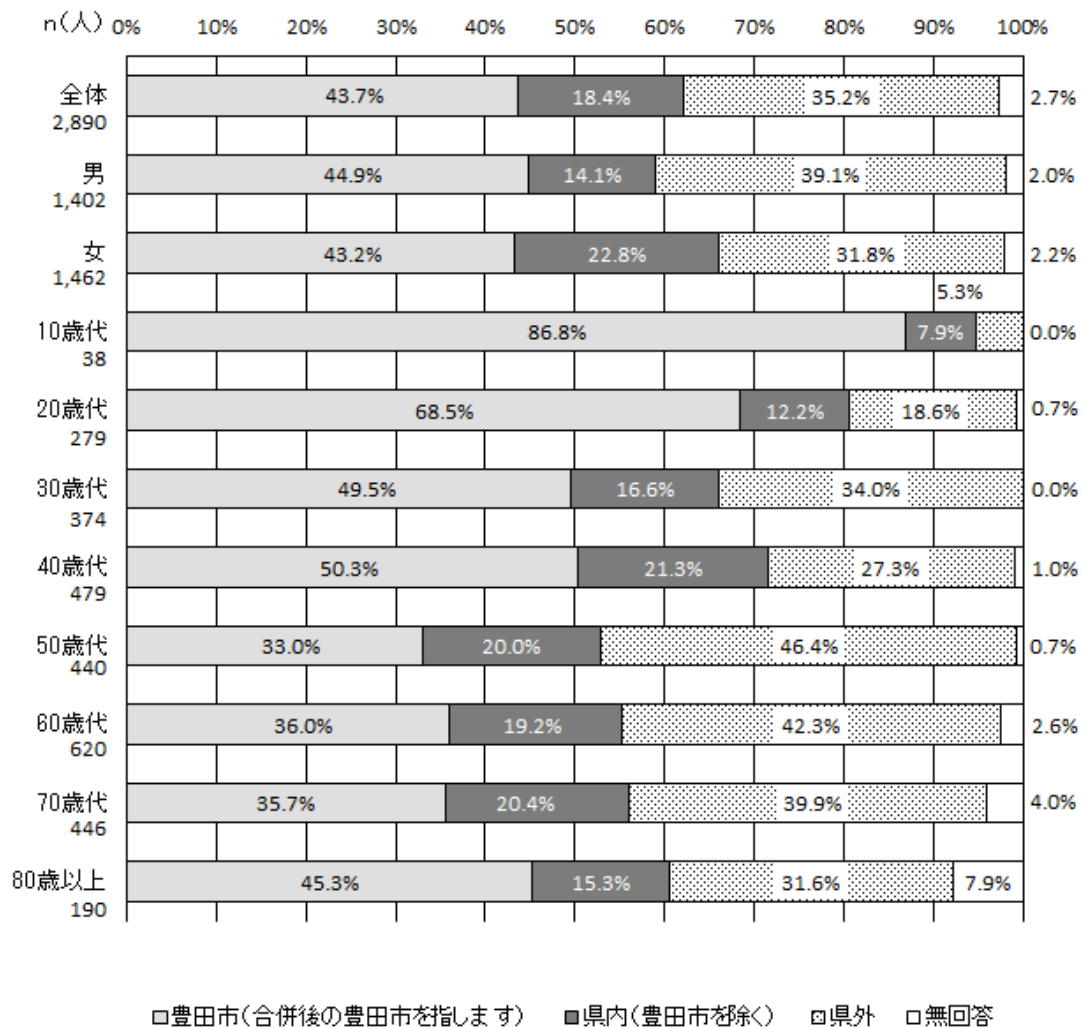 n(人) 0% 10% 20% 30% 40% 50% 60% 70% 80% 90% 100%
全体 43.7% 18.4% 35.2% 2.7%
2,890
男 44.9% 14.1% 39.1% 2.0%
1,402
女 43.2% 22.8% 31.8% 2.2%
1,462
5.3%
10歳代 86.8% 7.9% 0.0%
38
20歳代 68.5% 12.2% 18.6% 0.7%
279
30歳代 49.5% 16.6% 34.0% 0.0%
374
40歳代 50.3% 21.3% 27.3% 1.0%
479
50歳代 33.0% 20.0% 46.4% 0.7%
440
60歳代 36.0% 19.2% 42.3% 2.6%
620
70歳代 35.7% 20.4% 39.9% 4.0%
446
80歳以上 45.3% 15.3% 31.6% 7.9%
190
豊田市(合併後の豊田市を指します) 県内(豊田市を除く) 県外 無回答